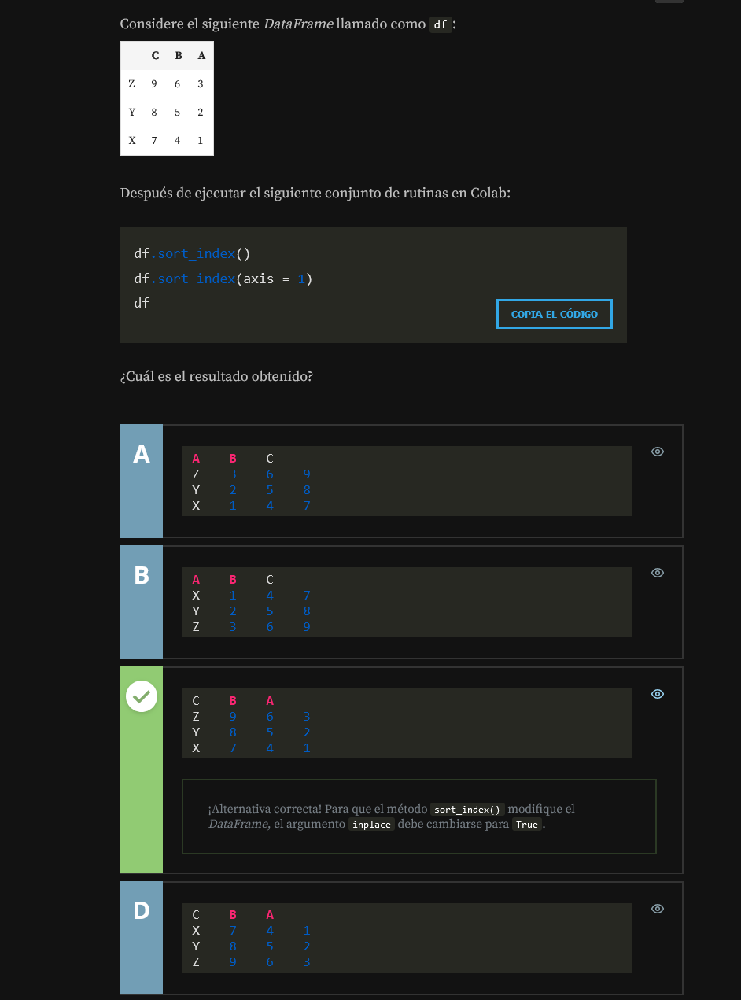 Considere el siguiente DataFrame llamado como df:
C B A
Z 9 6 3
Y 8 5 2
X 7 4 1
Después de ejecutar el siguiente conjunto de rutinas en Colab:
df.sort_index()
df.sort_index(axis = 1)
df
COPIA EL CÓDIGO
¿Cuál es el resultado obtenido?
A
A B C
Z 3 6 9
Y 2 5 8
X 1 4 7
B
A B C
X 1 4 7
Y 2 5 8
Z 3 6 9
C B A
Z 9 6 3
Y 8 5 2
X 7 4 1
¡Alternativa correcta! Para que el método sort_index() modifique el
DataFrame, el argumento inplace debe cambiarse para True.
D
C B A
X 7 4 1
Y 8 5 2
Z 9 6 3